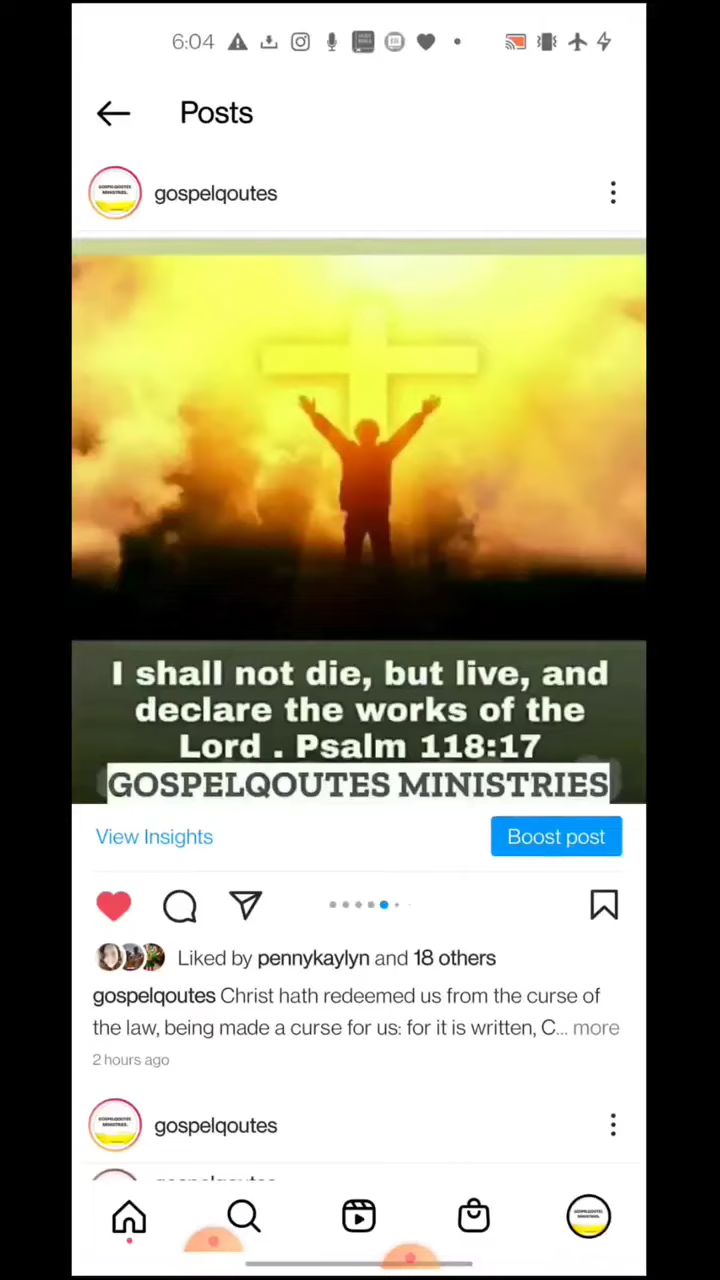 6:04
Posts
gospelqoutes
I shall not die, but live, and
declare the works of the
Lord . Psalm 118:17
GOSPELQOUTES MINISTRIES
View Insights
Boost post
Liked by pennykaylyn and 18 others
gospelqoutes Christ hath redeemed us from the curse of
the law, being made a curse for us: for it is written, C... more
2 hours ago
gospelqoutes